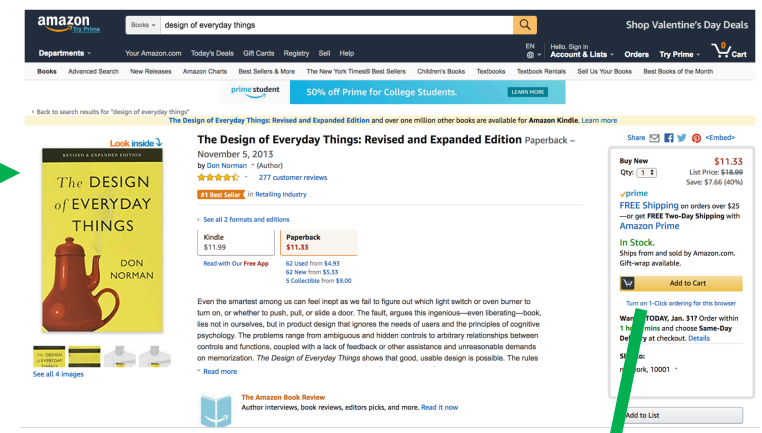 amazon
Try Prime
Books
design of everyday things
Shop Valentine's Day Deals
Departments
Your Amazon.com Today's Deals Gift Cards Registry Sell Help
EN
Hello. Sign in
Account & Lists
Orders
Try Prime
0
Cart
Books Advanced Search New Releases Amazon Charts Best Sellers & More The New York Times® Best Sellers Children's Books Textbooks Textbook Rentals Sell Us Your Books Best Books of the Month
prime student
50% off Prime for College Students.
LEARN MORE
‹ Back to search results for "design of everyday things"
The Design of Everyday Things: Revised and Expanded Edition and over one million other books are available for Amazon Kindle. Learn more
Look inside
REVISED & EXPANDED EDITION
The DESIGN
of EVERYDAY
THINGS
DON
NORMAN
See all 4 images
The Design of Everyday Things: Revised and Expanded Edition Paperback –
November 5, 2013
by Don Norman (Author)
277 customer reviews
#1 Best Seller in Retailing Industry
See all 2 formats and editions
Kindle
$11.99
Paperback
$11.33
Read with Our Free App
62 Used from $4.93
62 New from $5.33
5 Collectible from $9.00
Even the smartest among us can feel inept as we fail to figure out which light switch or oven burner to
turn on, or whether to push, pull, or slide a door. The fault, argues this ingenious—even liberating—book,
lies not in ourselves, but in product design that ignores the needs of users and the principles of cognitive
psychology. The problems range from ambiguous and hidden controls to arbitrary relationships between
controls and functions, coupled with a lack of feedback or other assistance and unreasonable demands
on memorization. The Design of Everyday Things shows that good, usable design is possible. The rules
Read more
The Amazon Book Review
Author interviews, book reviews, editors picks, and more. Read it now
Share <Embed>
Buy New $11.33
Qty: 1 List Price: $18.99
Save: $7.66 (40%)
prime
FREE Shipping on orders over $25
—or get FREE Two-Day Shipping with
Amazon Prime
In Stock.
Ships from and sold by Amazon.com.
Gift-wrap available.
Add to Cart
Turn on 1-Click ordering for this browser
TODAY, Jan. 31? Order within
mins and choose Same-Day
at checkout. Details
to:
York, 10001
Add to List